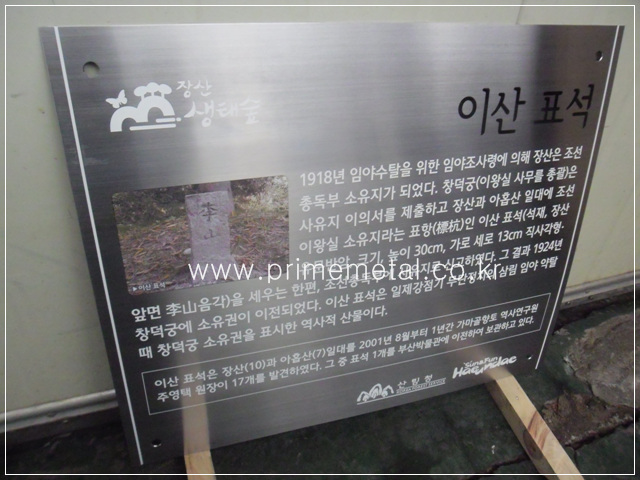 장산
생태숲
이산 표석
1918년 임야수탈을 위한 임야조사령에 의해 장산은 조선
총독부 소유지가 되었다. 창덕궁(이왕실 사무를 총괄)은
사유지 이의서를 제출하고 장산과 아홉산 일대에 조선
이왕실 소유지라는 표항(標杭)인 이산 표석(석재, 장산
크기, 높이 30cm, 가로 세로 13cm 직사각형·
앞면 李山음각)을 세우는 한편, 그 결과 1924년
창덕궁에 소유권이 이전되었다. 이산 표석은 일제강점기 산림 임야 약탈
때 창덕궁 소유권을 표시한 역사적 산물이다.
李
山
▶이산 표석
이산 표석은 장산(10)과 아홉산(7)일대를 2001년 8월부터 1년간 가마골향토 역사연구원
주영택 원장이 17개를 발견하였다. 그 중 표석 1개를 부산박물관에 이전하여 보관하고 있다.
산림청
Haeundae
www.primemetal.co.kr